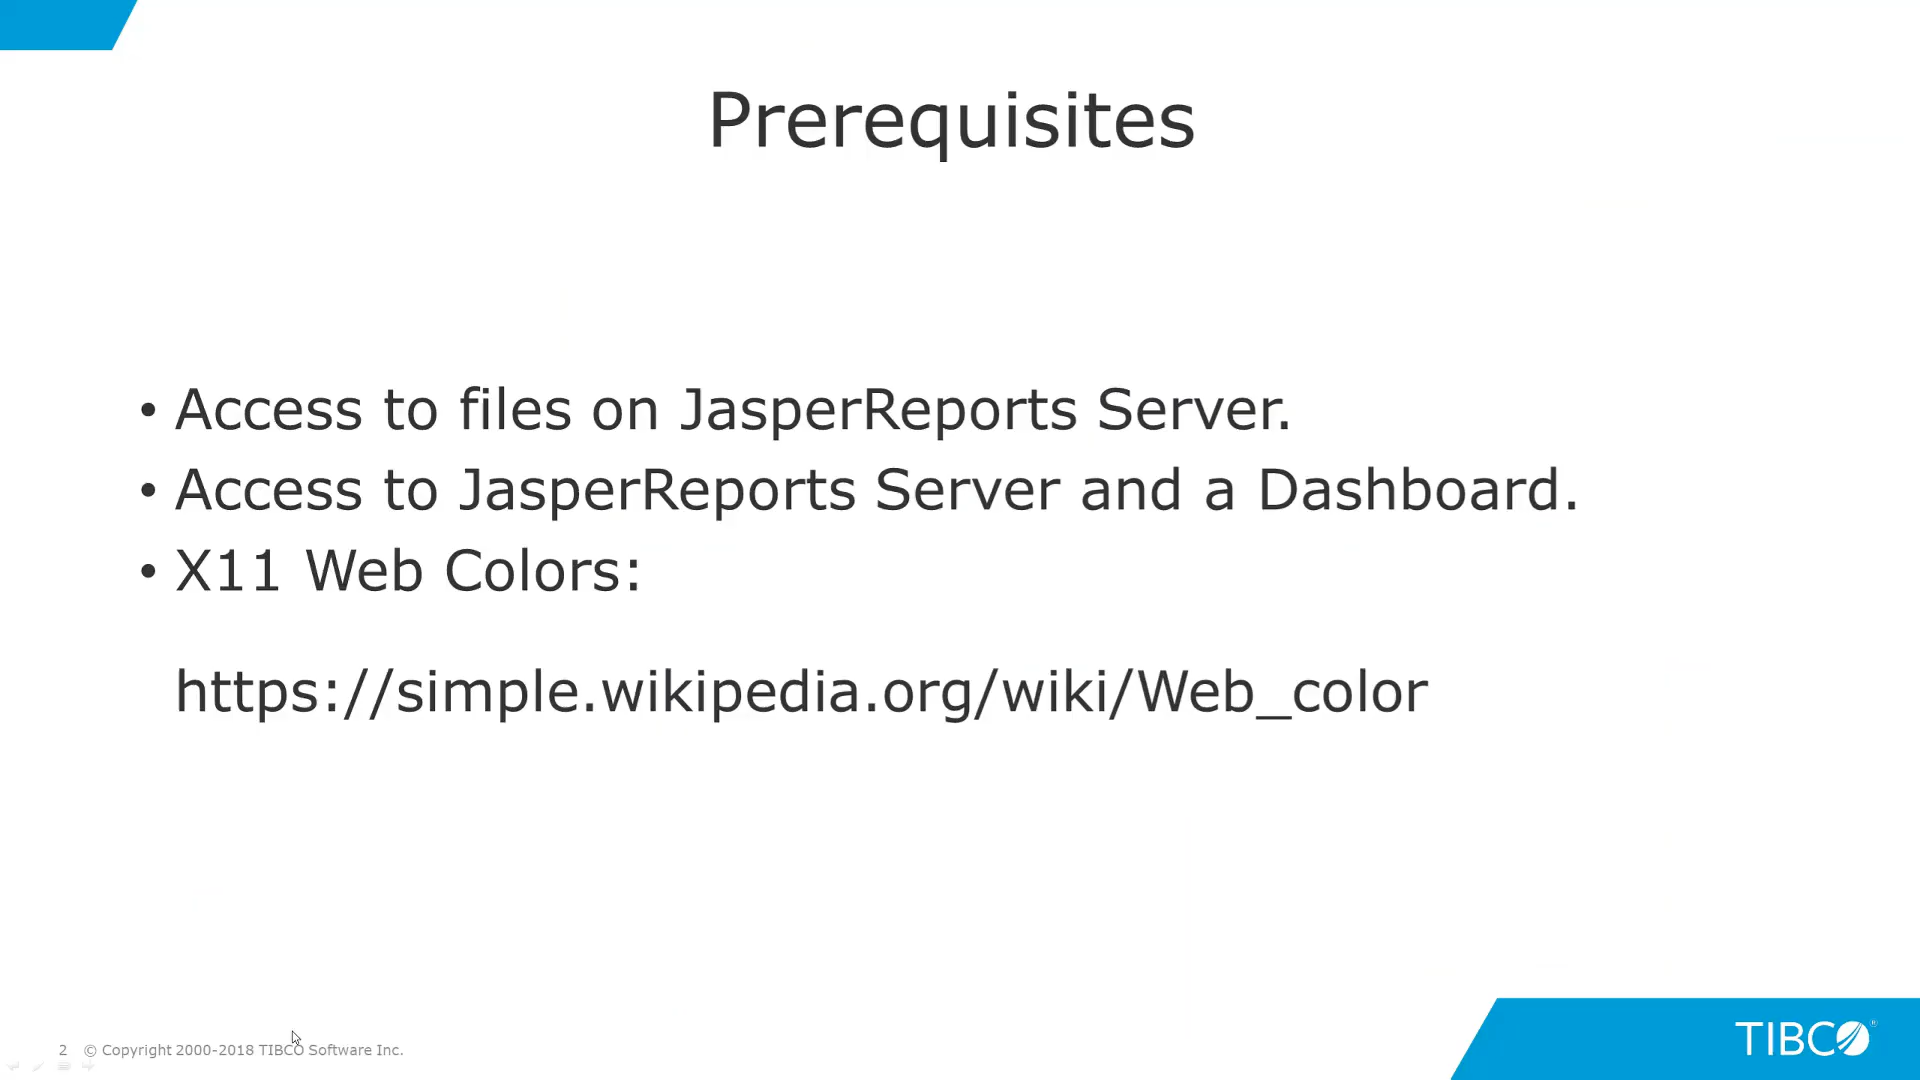 Prerequisites
• Access to files on JasperReports Server.
• Access to JasperReports Server and a Dashboard.
• X11 Web Colors:
https://simple.wikipedia.org/wiki/Web_color
2 © Copyright 2000-2018 TIBCO Software Inc.
TIBCO®